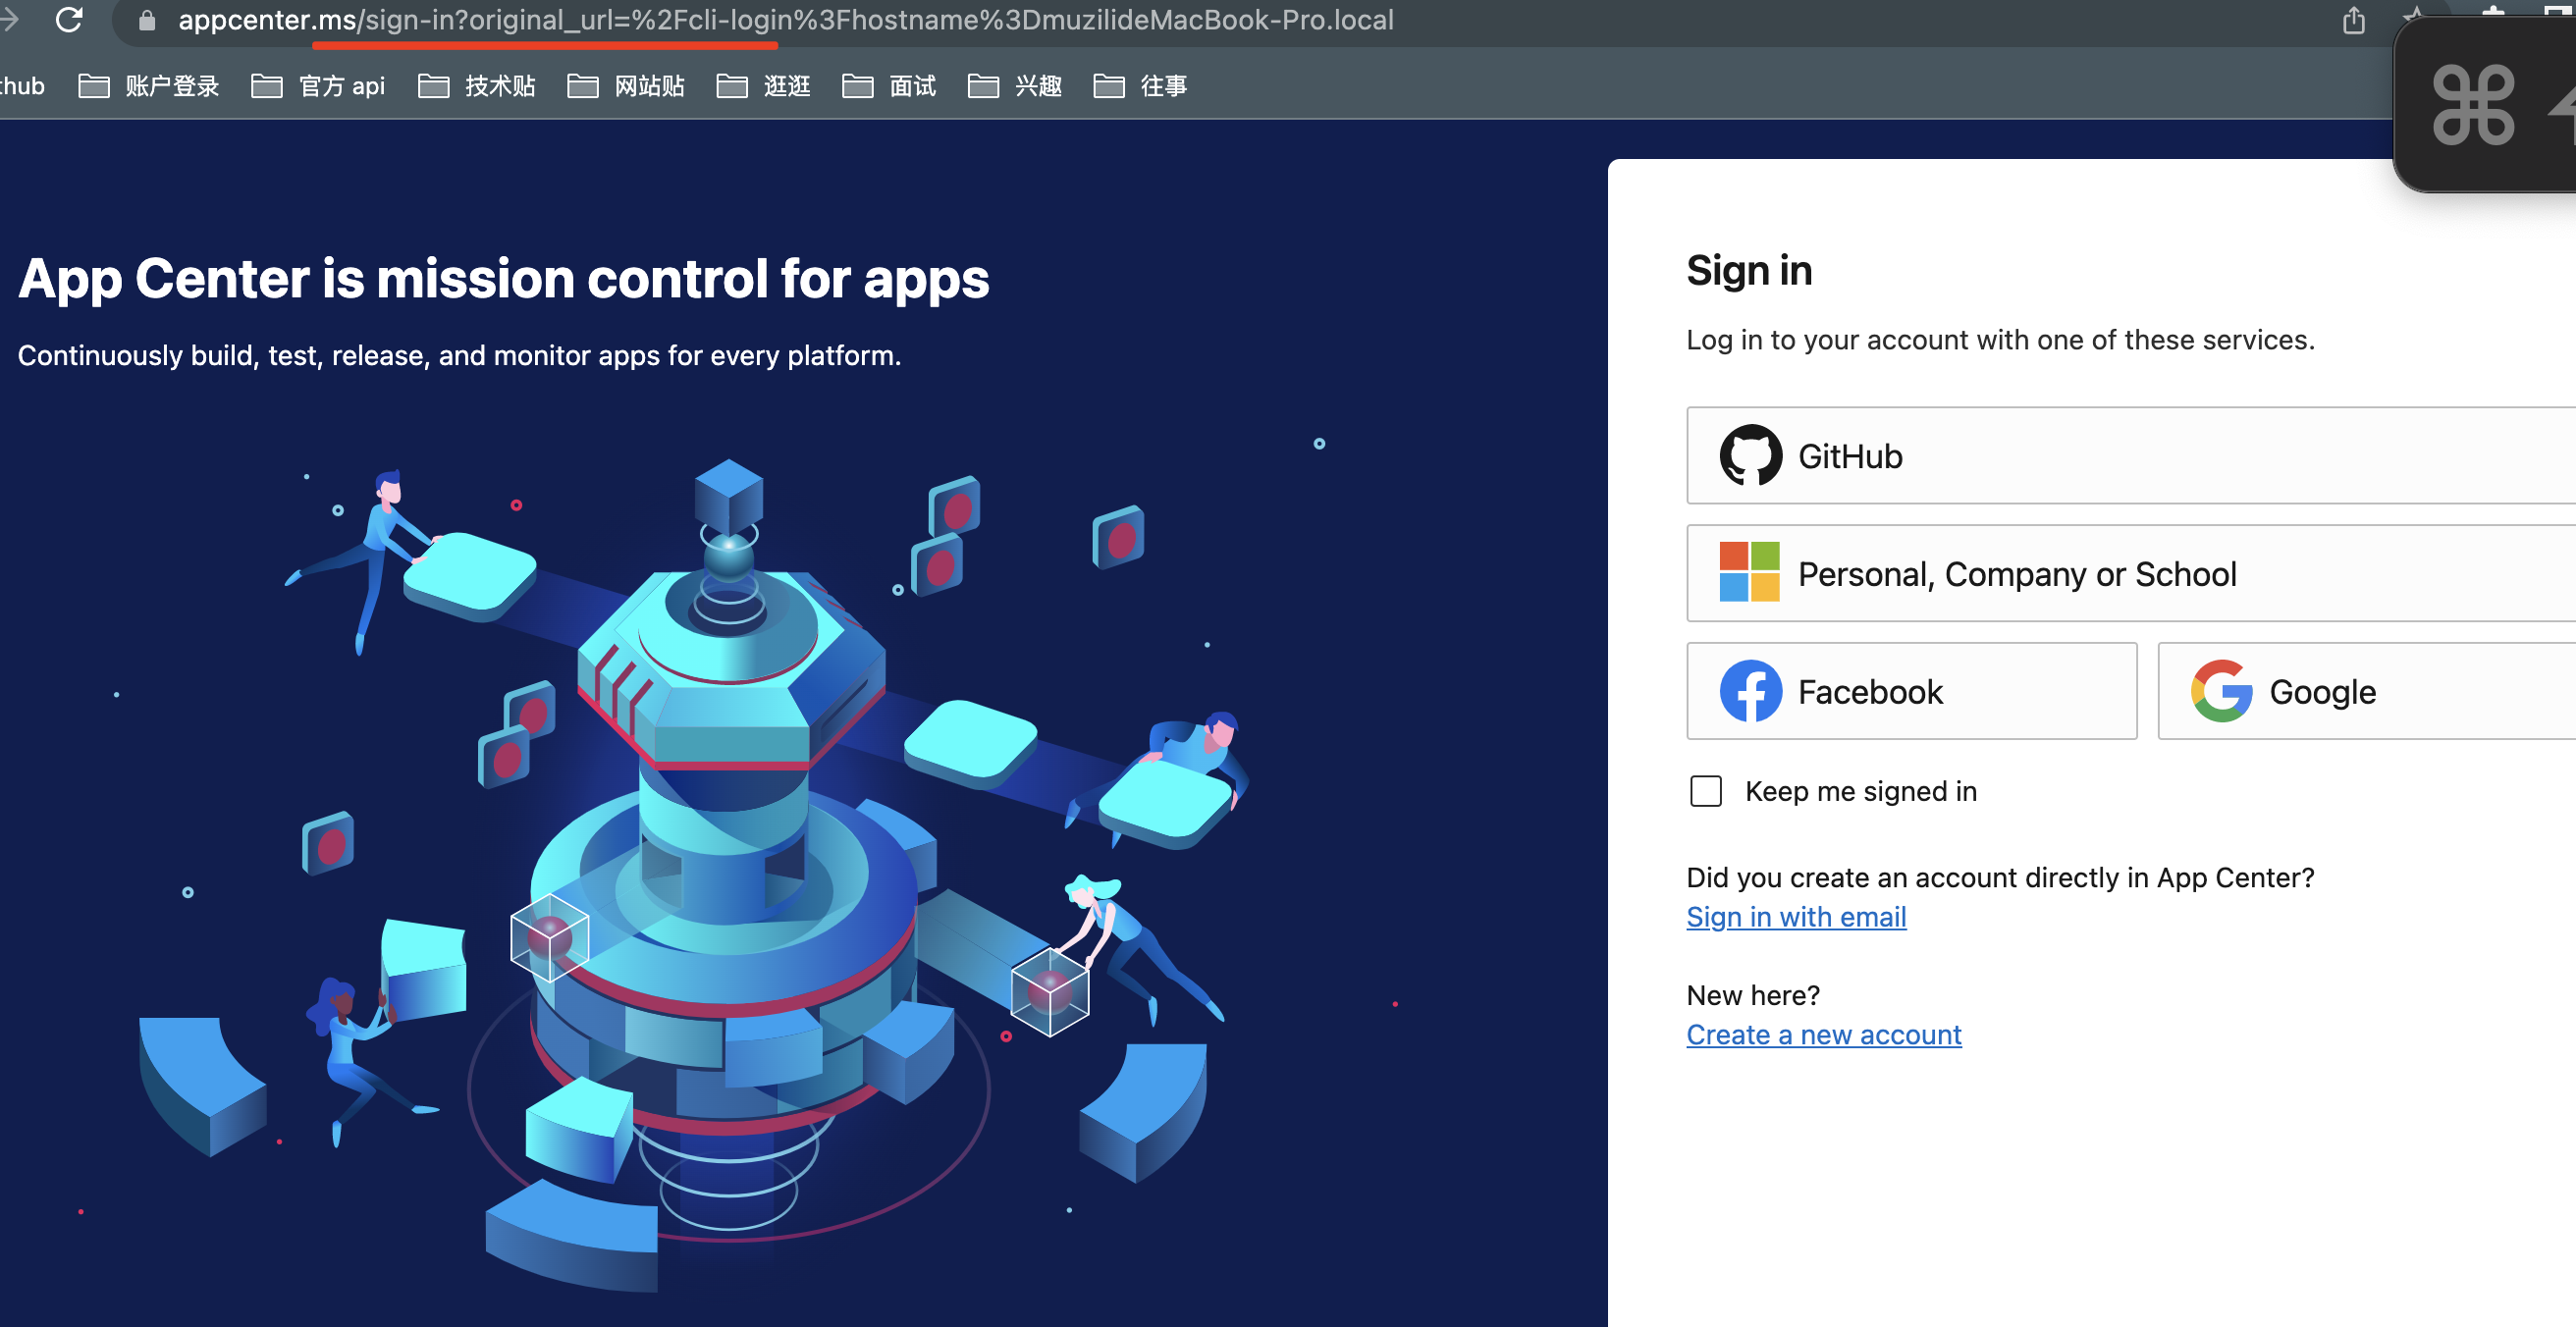 appcenter.ms/sign-in?original_url=%2Fcli-login%3Fhostname%3DmuzilideMacBook-Pro.local
thub 账户登录 官方 api 技术贴 网站贴 逛逛 面试 兴趣 往事
⌘
App Center is mission control for apps
Continuously build, test, release, and monitor apps for every platform.
Sign in
Log in to your account with one of these services.
GitHub
Personal, Company or School
Facebook
Google
Keep me signed in
Did you create an account directly in App Center?
Sign in with email
New here?
Create a new account